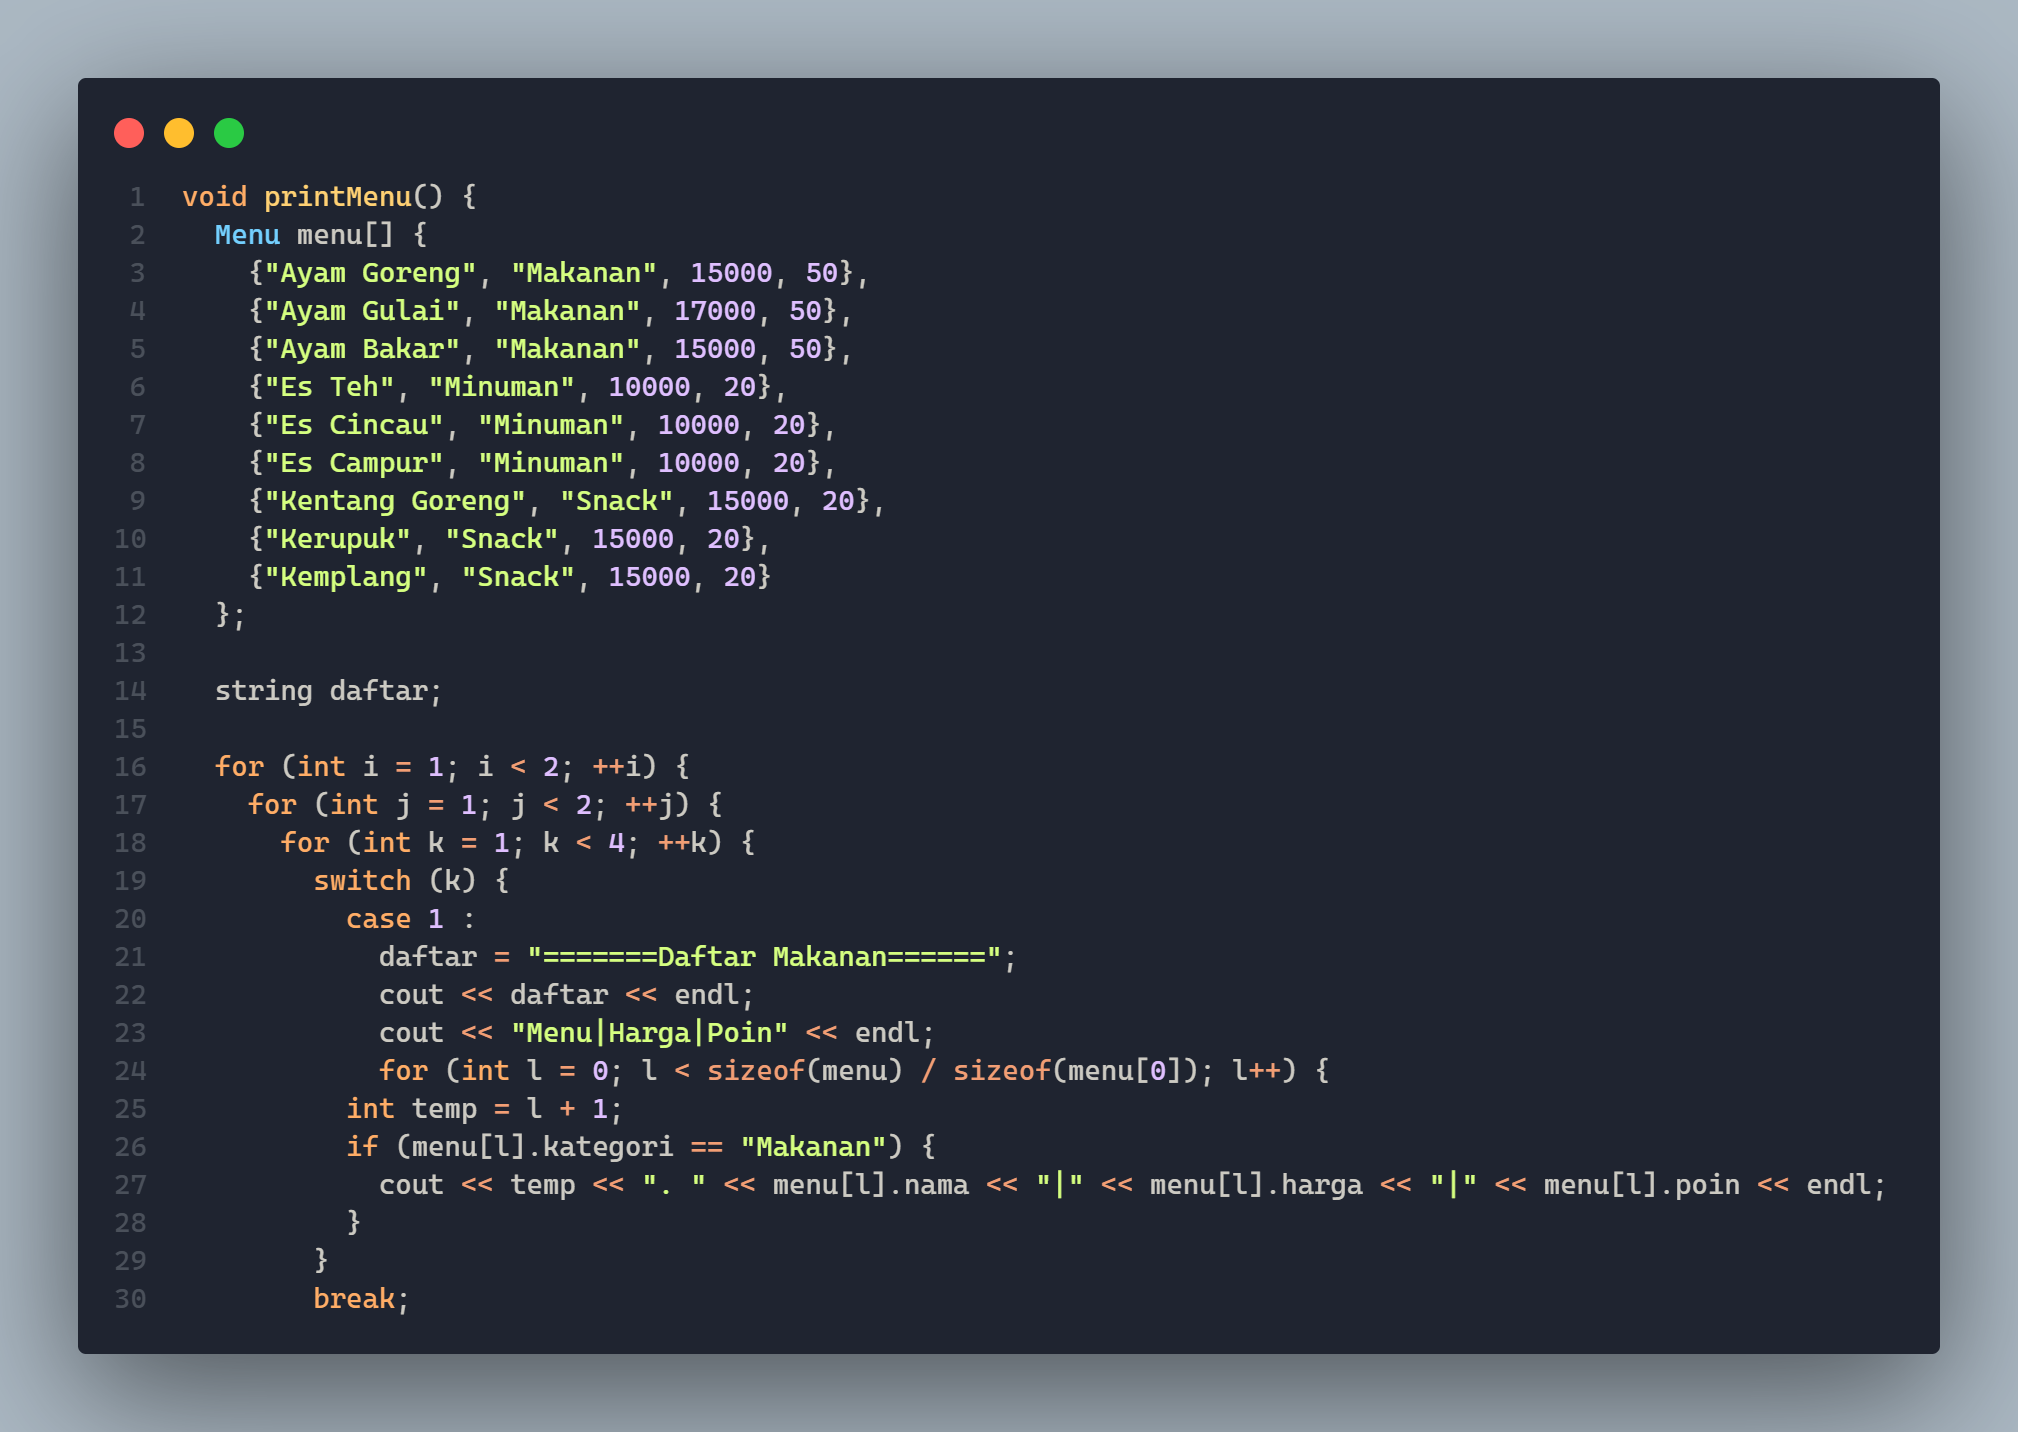 1 void printMenu() {
2   Menu menu[] {
3     {"Ayam Goreng", "Makanan", 15000, 50},
4     {"Ayam Gulai", "Makanan", 17000, 50},
5     {"Ayam Bakar", "Makanan", 15000, 50},
6     {"Es Teh", "Minuman", 10000, 20},
7     {"Es Cincau", "Minuman", 10000, 20},
8     {"Es Campur", "Minuman", 10000, 20},
9     {"Kentang Goreng", "Snack", 15000, 20},
10     {"Kerupuk", "Snack", 15000, 20},
11     {"Kemplang", "Snack", 15000, 20}
12   };
13
14   string daftar;
15
16   for (int i = 1; i < 2; ++i) {
17     for (int j = 1; j < 2; ++j) {
18       for (int k = 1; k < 4; ++k) {
19         switch (k) {
20           case 1 :
21             daftar = "=======Daftar Makanan======";
22             cout << daftar << endl;
23             cout << "Menu|Harga|Poin" << endl;
24             for (int l = 0; l < sizeof(menu) / sizeof(menu[0]); l++) {
25           int temp = l + 1;
26           if (menu[l].kategori == "Makanan") {
27             cout << temp << ". " << menu[l].nama << "|" << menu[l].harga << "|" << menu[l].poin << endl;
28           }
29         }
30         break;